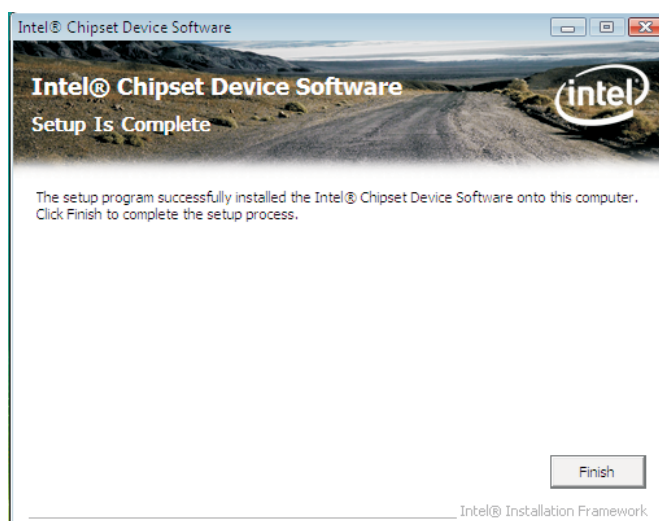 Intel® Chipset Device Software
Intel® Chipset Device Software
Setup Is Complete
intel
The setup program successfully installed the Intel® Chipset Device Software onto this computer.
Click Finish to complete the setup process.
Finish
Intel® Installation Framework